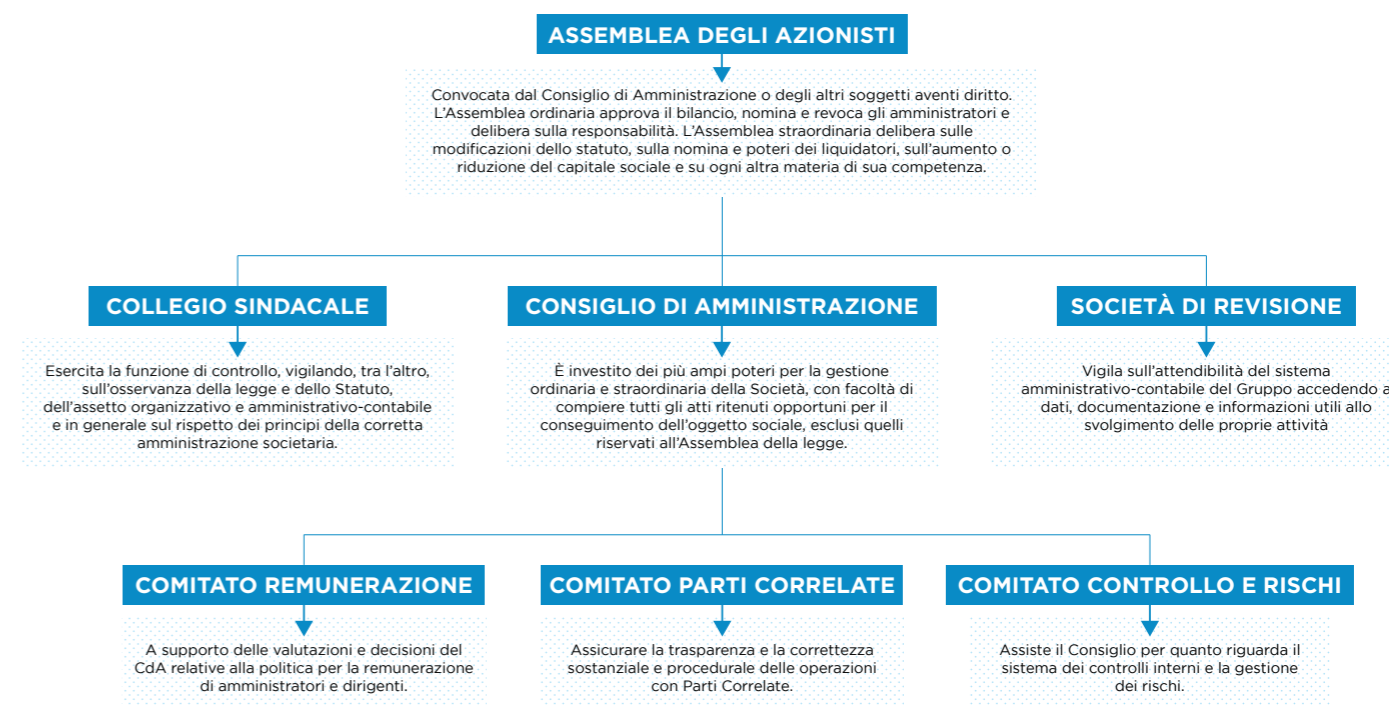 ASSEMBLEA DEGLI AZIONISTI
Convocata dal Consiglio di Amministrazione o degli altri soggetti aventi diritto.
L'Assemblea ordinaria approva il bilancio, nomina e revoca gli amministratori e
delibera sulla responsabilità. L'Assemblea straordinaria delibera sulle
modificazioni dello statuto, sulla nomina e poteri dei liquidatori, sull'aumento o
riduzione del capitale sociale e su ogni altra materia di sua competenza.
COLLEGIO SINDACALE
Esercita la funzione di controllo, vigilando, tra l'altro,
sull'osservanza della legge e dello Statuto,
dell'assetto organizzativo e amministrativo-contabile
e in generale sul rispetto dei principi della corretta
amministrazione societaria.
CONSIGLIO DI AMMINISTRAZIONE
È investito dei più ampi poteri per la gestione
ordinaria e straordinaria della Società, con facoltà di
compiere tutti gli atti ritenuti opportuni per il
conseguimento dell'oggetto sociale, esclusi quelli
riservati all'Assemblea della legge.
SOCIETÀ DI REVISIONE
Vigila sull'attendibilità del sistema
amministrativo-contabile del Gruppo accedendo a
dati, documentazione e informazioni utili allo
svolgimento delle proprie attività
COMITATO REMUNERAZIONE
A supporto delle valutazioni e decisioni del
CdA relative alla politica per la remunerazione
di amministratori e dirigenti.
COMITATO PARTI CORRELATE
Assicurare la trasparenza e la correttezza
sostanziale e procedurale delle operazioni
con Parti Correlate.
COMITATO CONTROLLO E RISCHI
Assiste il Consiglio per quanto riguarda il
sistema dei controlli interni e la gestione
dei rischi.